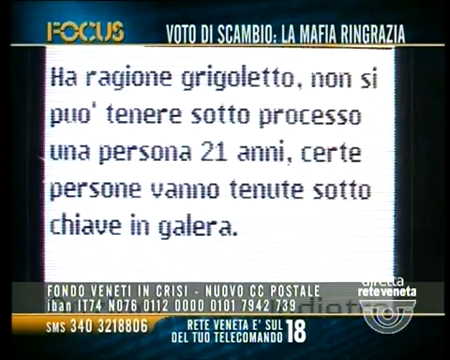 FOCUS
VOTO DI SCAMBIO: LA MAFIA RINGRAZIA
Ha ragione grigoletto, non si
puo' tenere sotto processo
una persona 21 anni, certe
persone vanno tenute sotto
chiave in galera.
FONDO VENETI IN CRISI - NUOVO CC POSTALE
iban IT74 N076 0112 0000 0101 7942 739
diretta
reteveneta
SMS 340 3218806
RETE VENETA E' SUL
DEL TUO TELECOMANDO
18